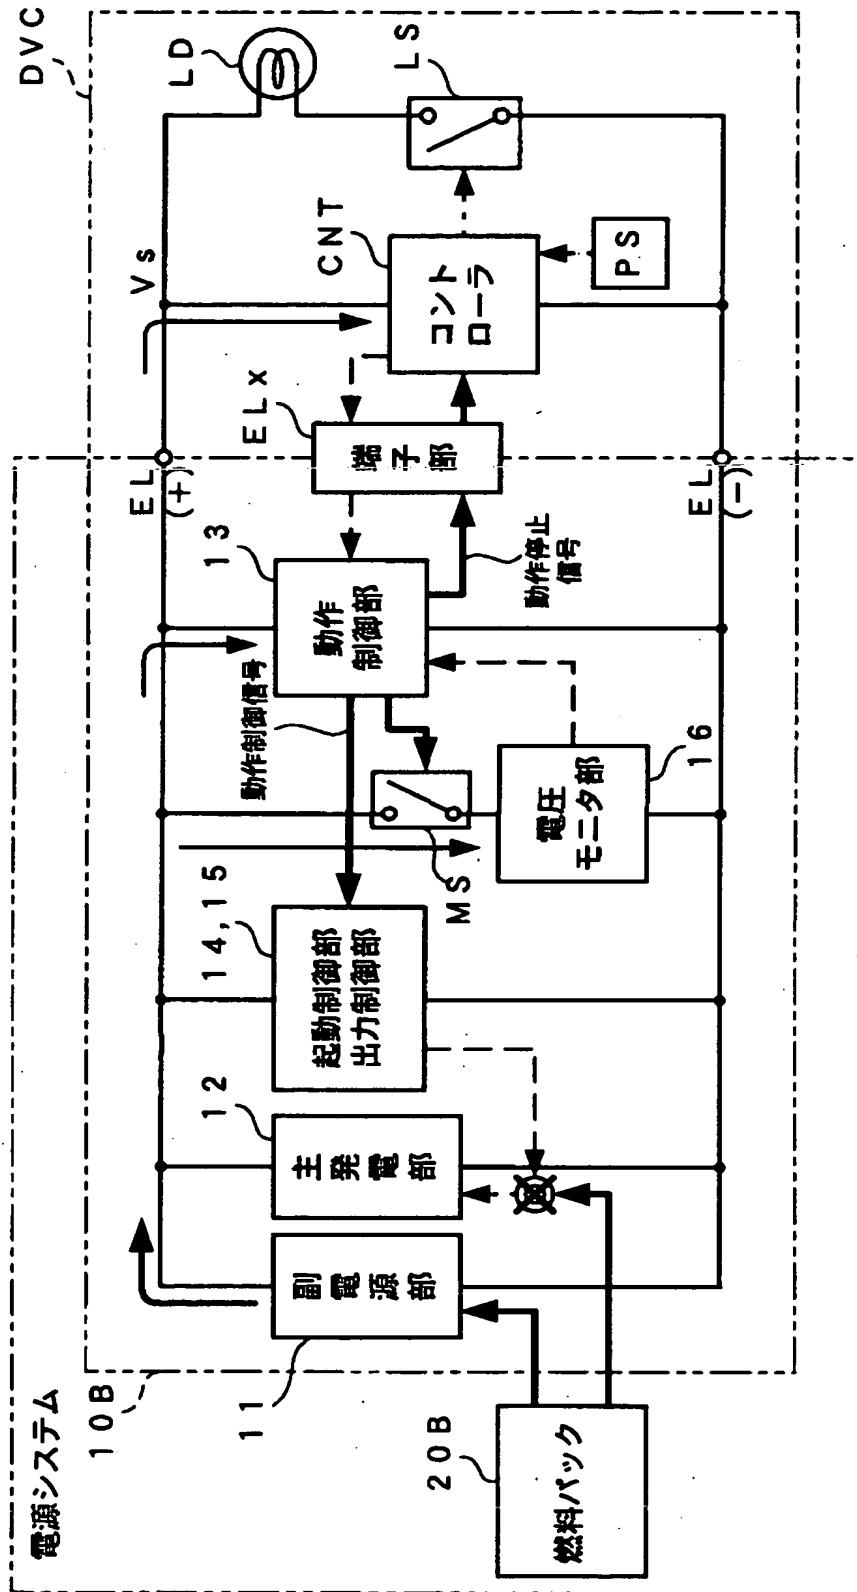 電源システム
10B
DVC
副電源部
11
主発電部
12
起動制御部
出力制御部
14,15
動作制御信号
MS
電圧
モニタ部
16
動作
制御部
13
動作停止
信号
EL
(+)
端子部
ELx
EL
(-)
Vs
コント
ローラ
CNT
PS
LD
LS
燃料パック
20B